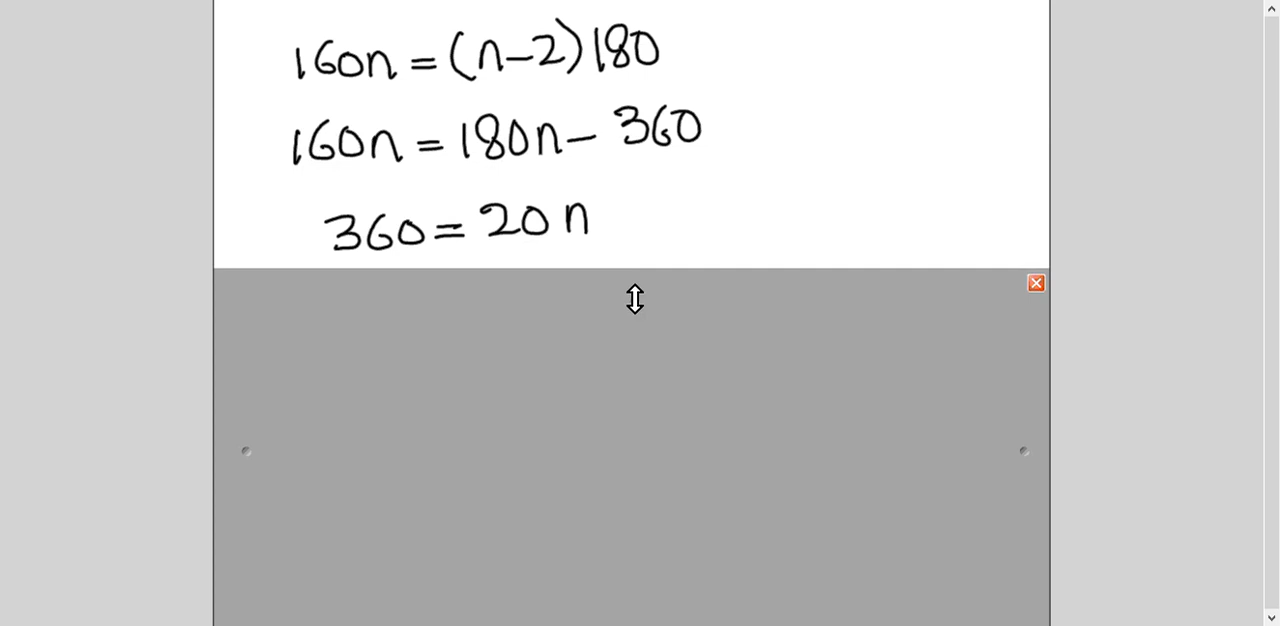 160n = (n-2)180
160n = 180n - 360
360 = 20n